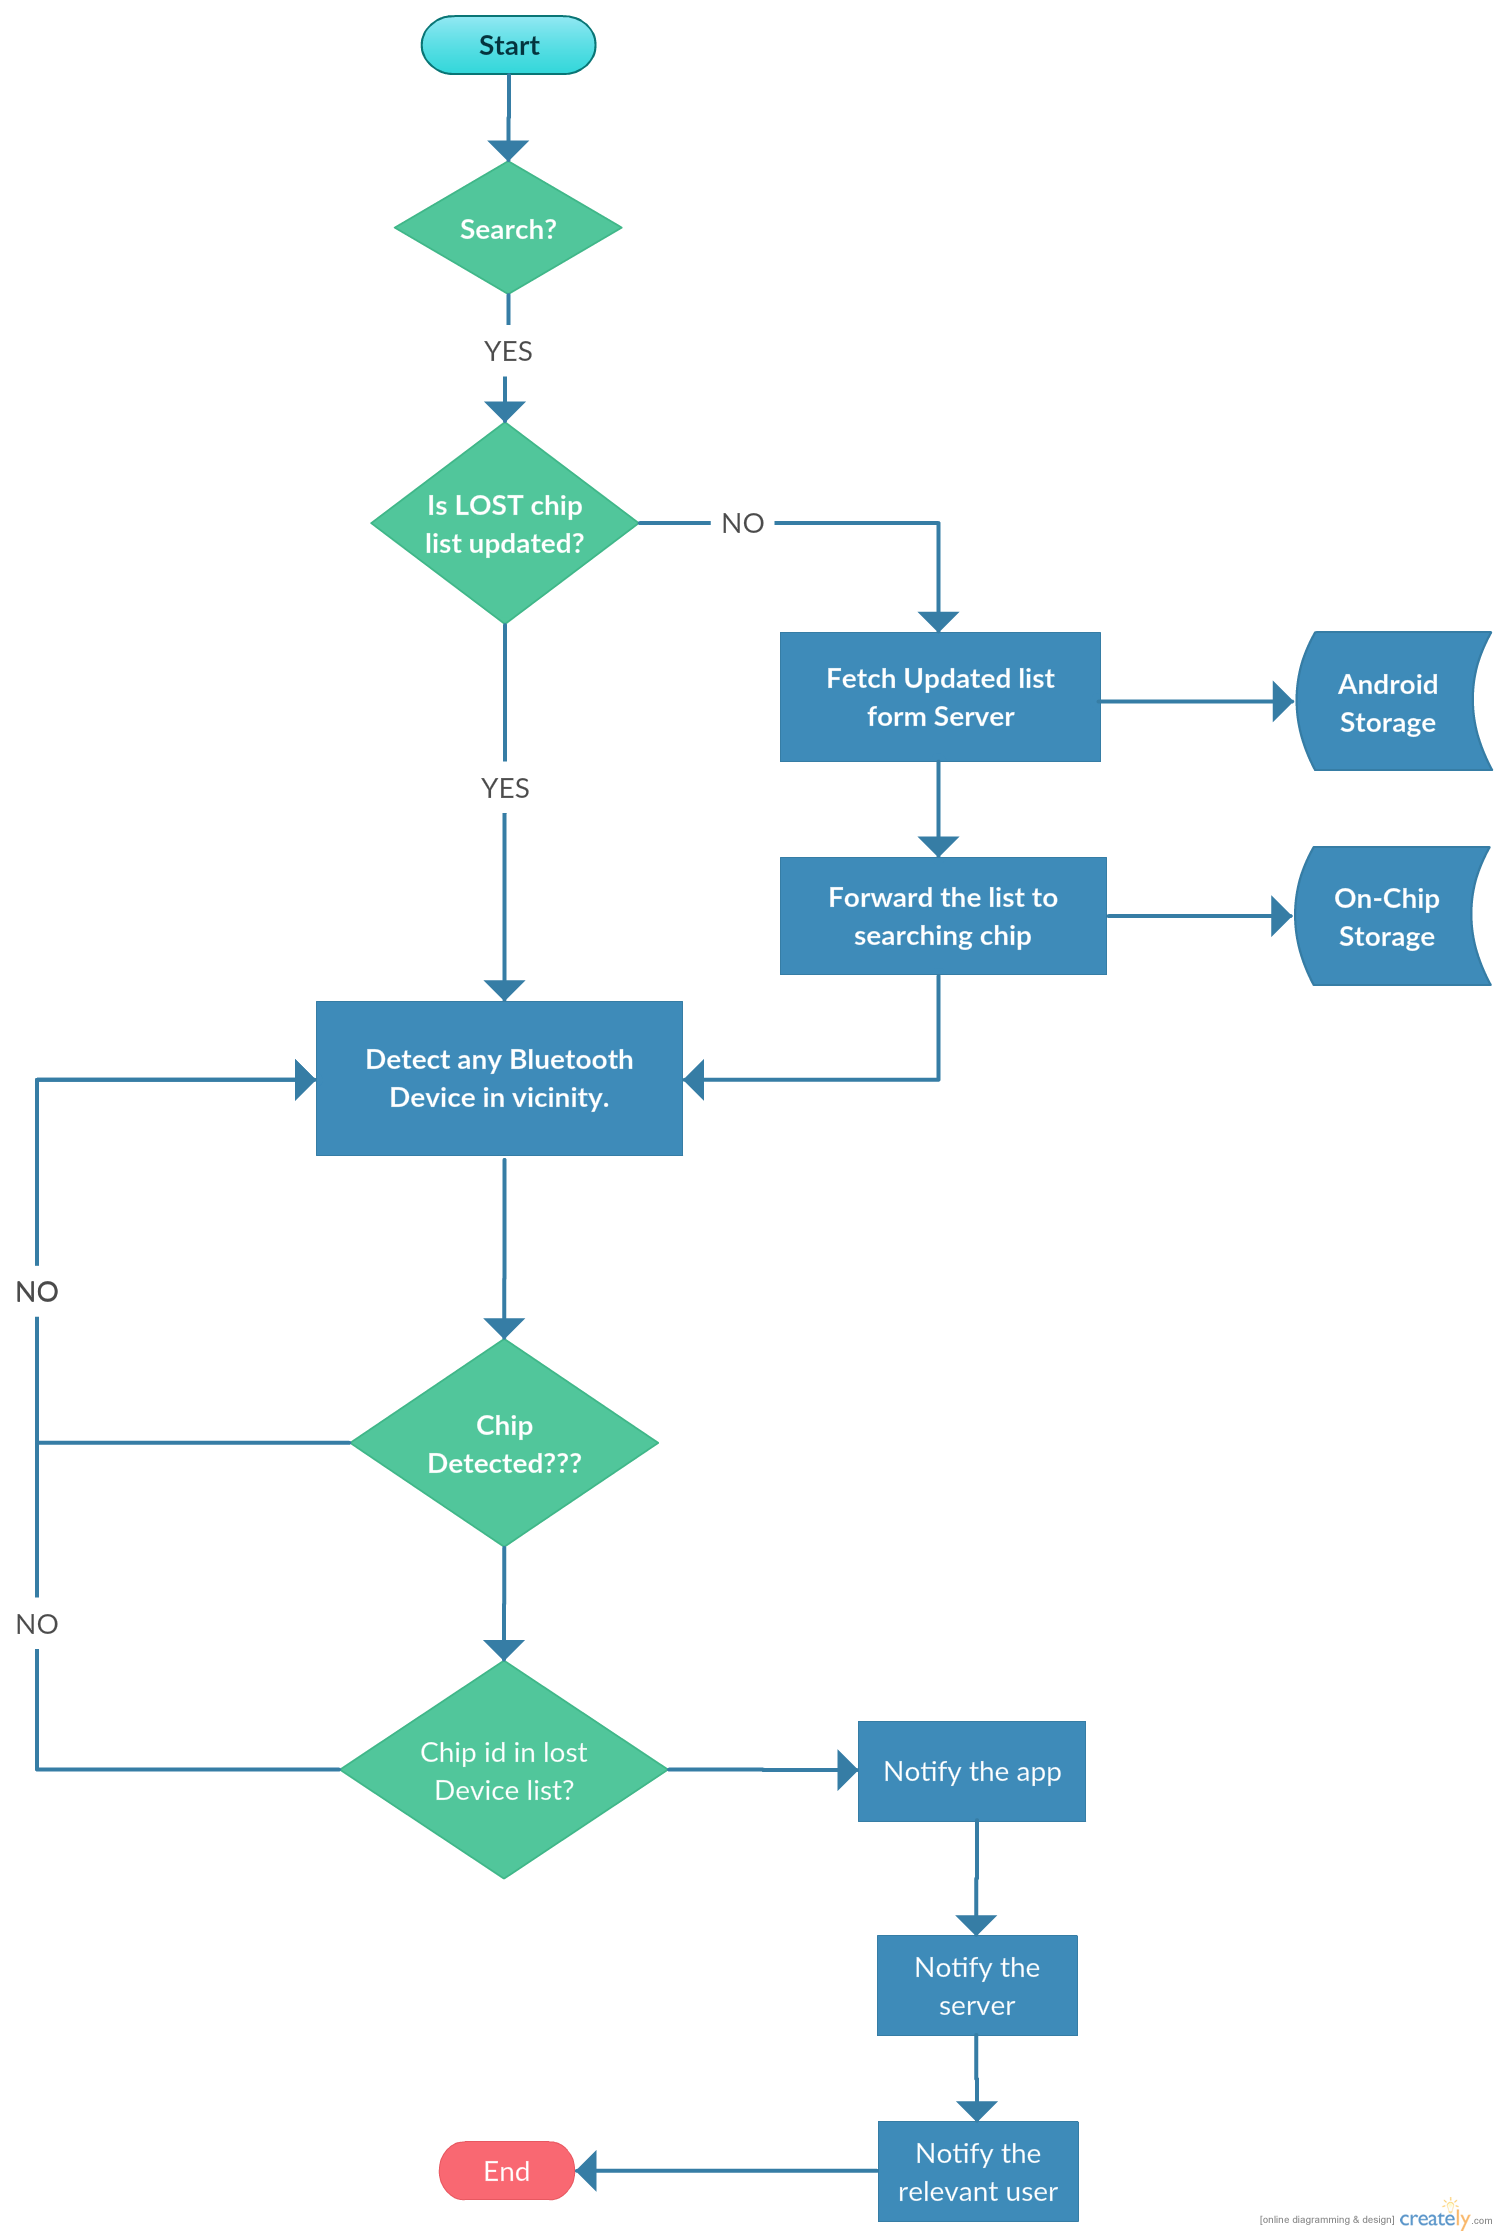 Start
Search?
YES
Is LOST chip
list updated?
NO
Fetch Updated list
form Server
Android
Storage
YES
Forward the list to
searching chip
On-Chip
Storage
Detect any Bluetooth
Device in vicinity.
NO
Chip
Detected???
NO
Chip id in lost
Device list?
Notify the app
Notify the
server
Notify the
relevant user
End
[online diagramming & design] creately.com